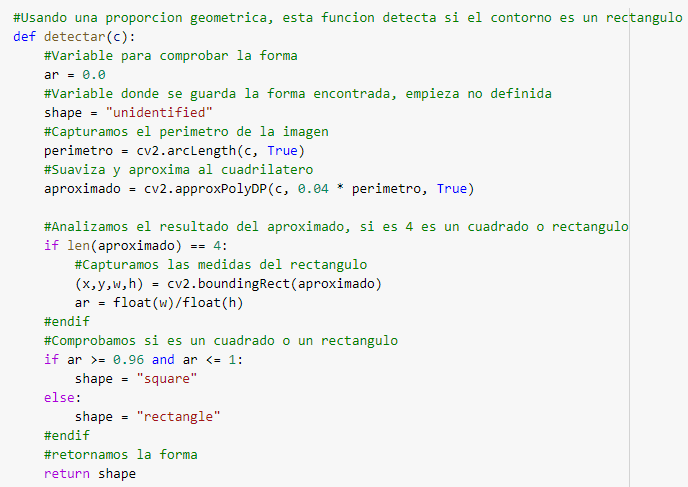 #Usando una proporcion geometrica, esta funcion detecta si el contorno es un rectangulo
def detectar(c):
    #Variable para comprobar la forma
    ar = 0.0
    #Variable donde se guarda la forma encontrada, empieza no definida
    shape = "unidentified"
    #Capturamos el perimetro de la imagen
    perimetro = cv2.arcLength(c, True)
    #Suaviza y aproxima al cuadrilatero
    aproximado = cv2.approxPolyDP(c, 0.04 * perimetro, True)

    #Analizamos el resultado del aproximado, si es 4 es un cuadrado o rectangulo
    if len(aproximado) == 4:
        #Capturamos las medidas del rectangulo
        (x,y,w,h) = cv2.boundingRect(aproximado)
        ar = float(w)/float(h)
    #endif
    #Comprobamos si es un cuadrado o un rectangulo
    if ar >= 0.96 and ar <= 1:
        shape = "square"
    else:
        shape = "rectangle"
    #endif
    #retornamos la forma
    return shape